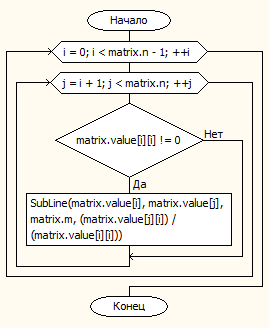 Начало
i = 0; i < matrix.n - 1; ++i
j = i + 1; j < matrix.n; ++j
matrix.value[i][i] != 0
Нет
Да
SubLine(matrix.value[i], matrix.value[j],
matrix.m, (matrix.value[j][i]) /
(matrix.value[i][i]))
Конец